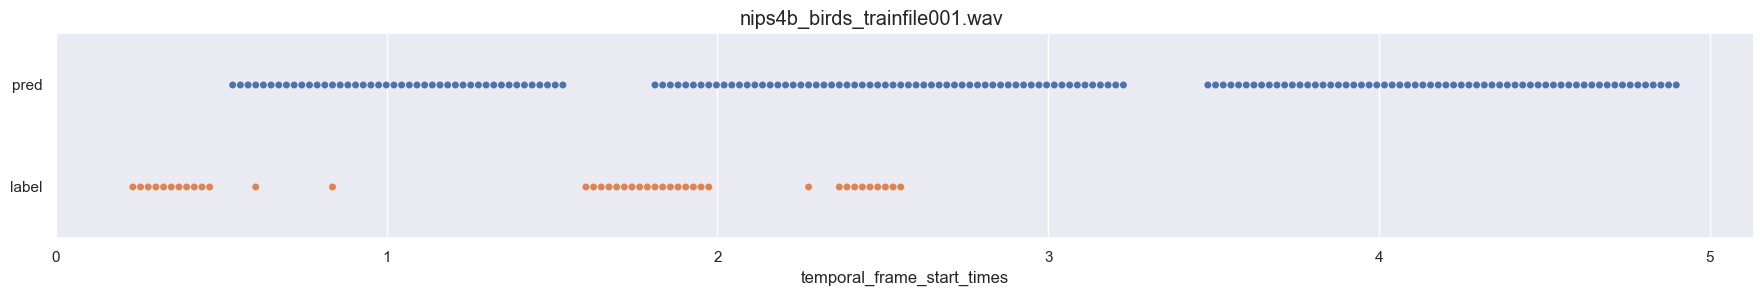 nips4b_birds_trainfile001.wav
pred
label
0 1 2 3 4 5
temporal_frame_start_times